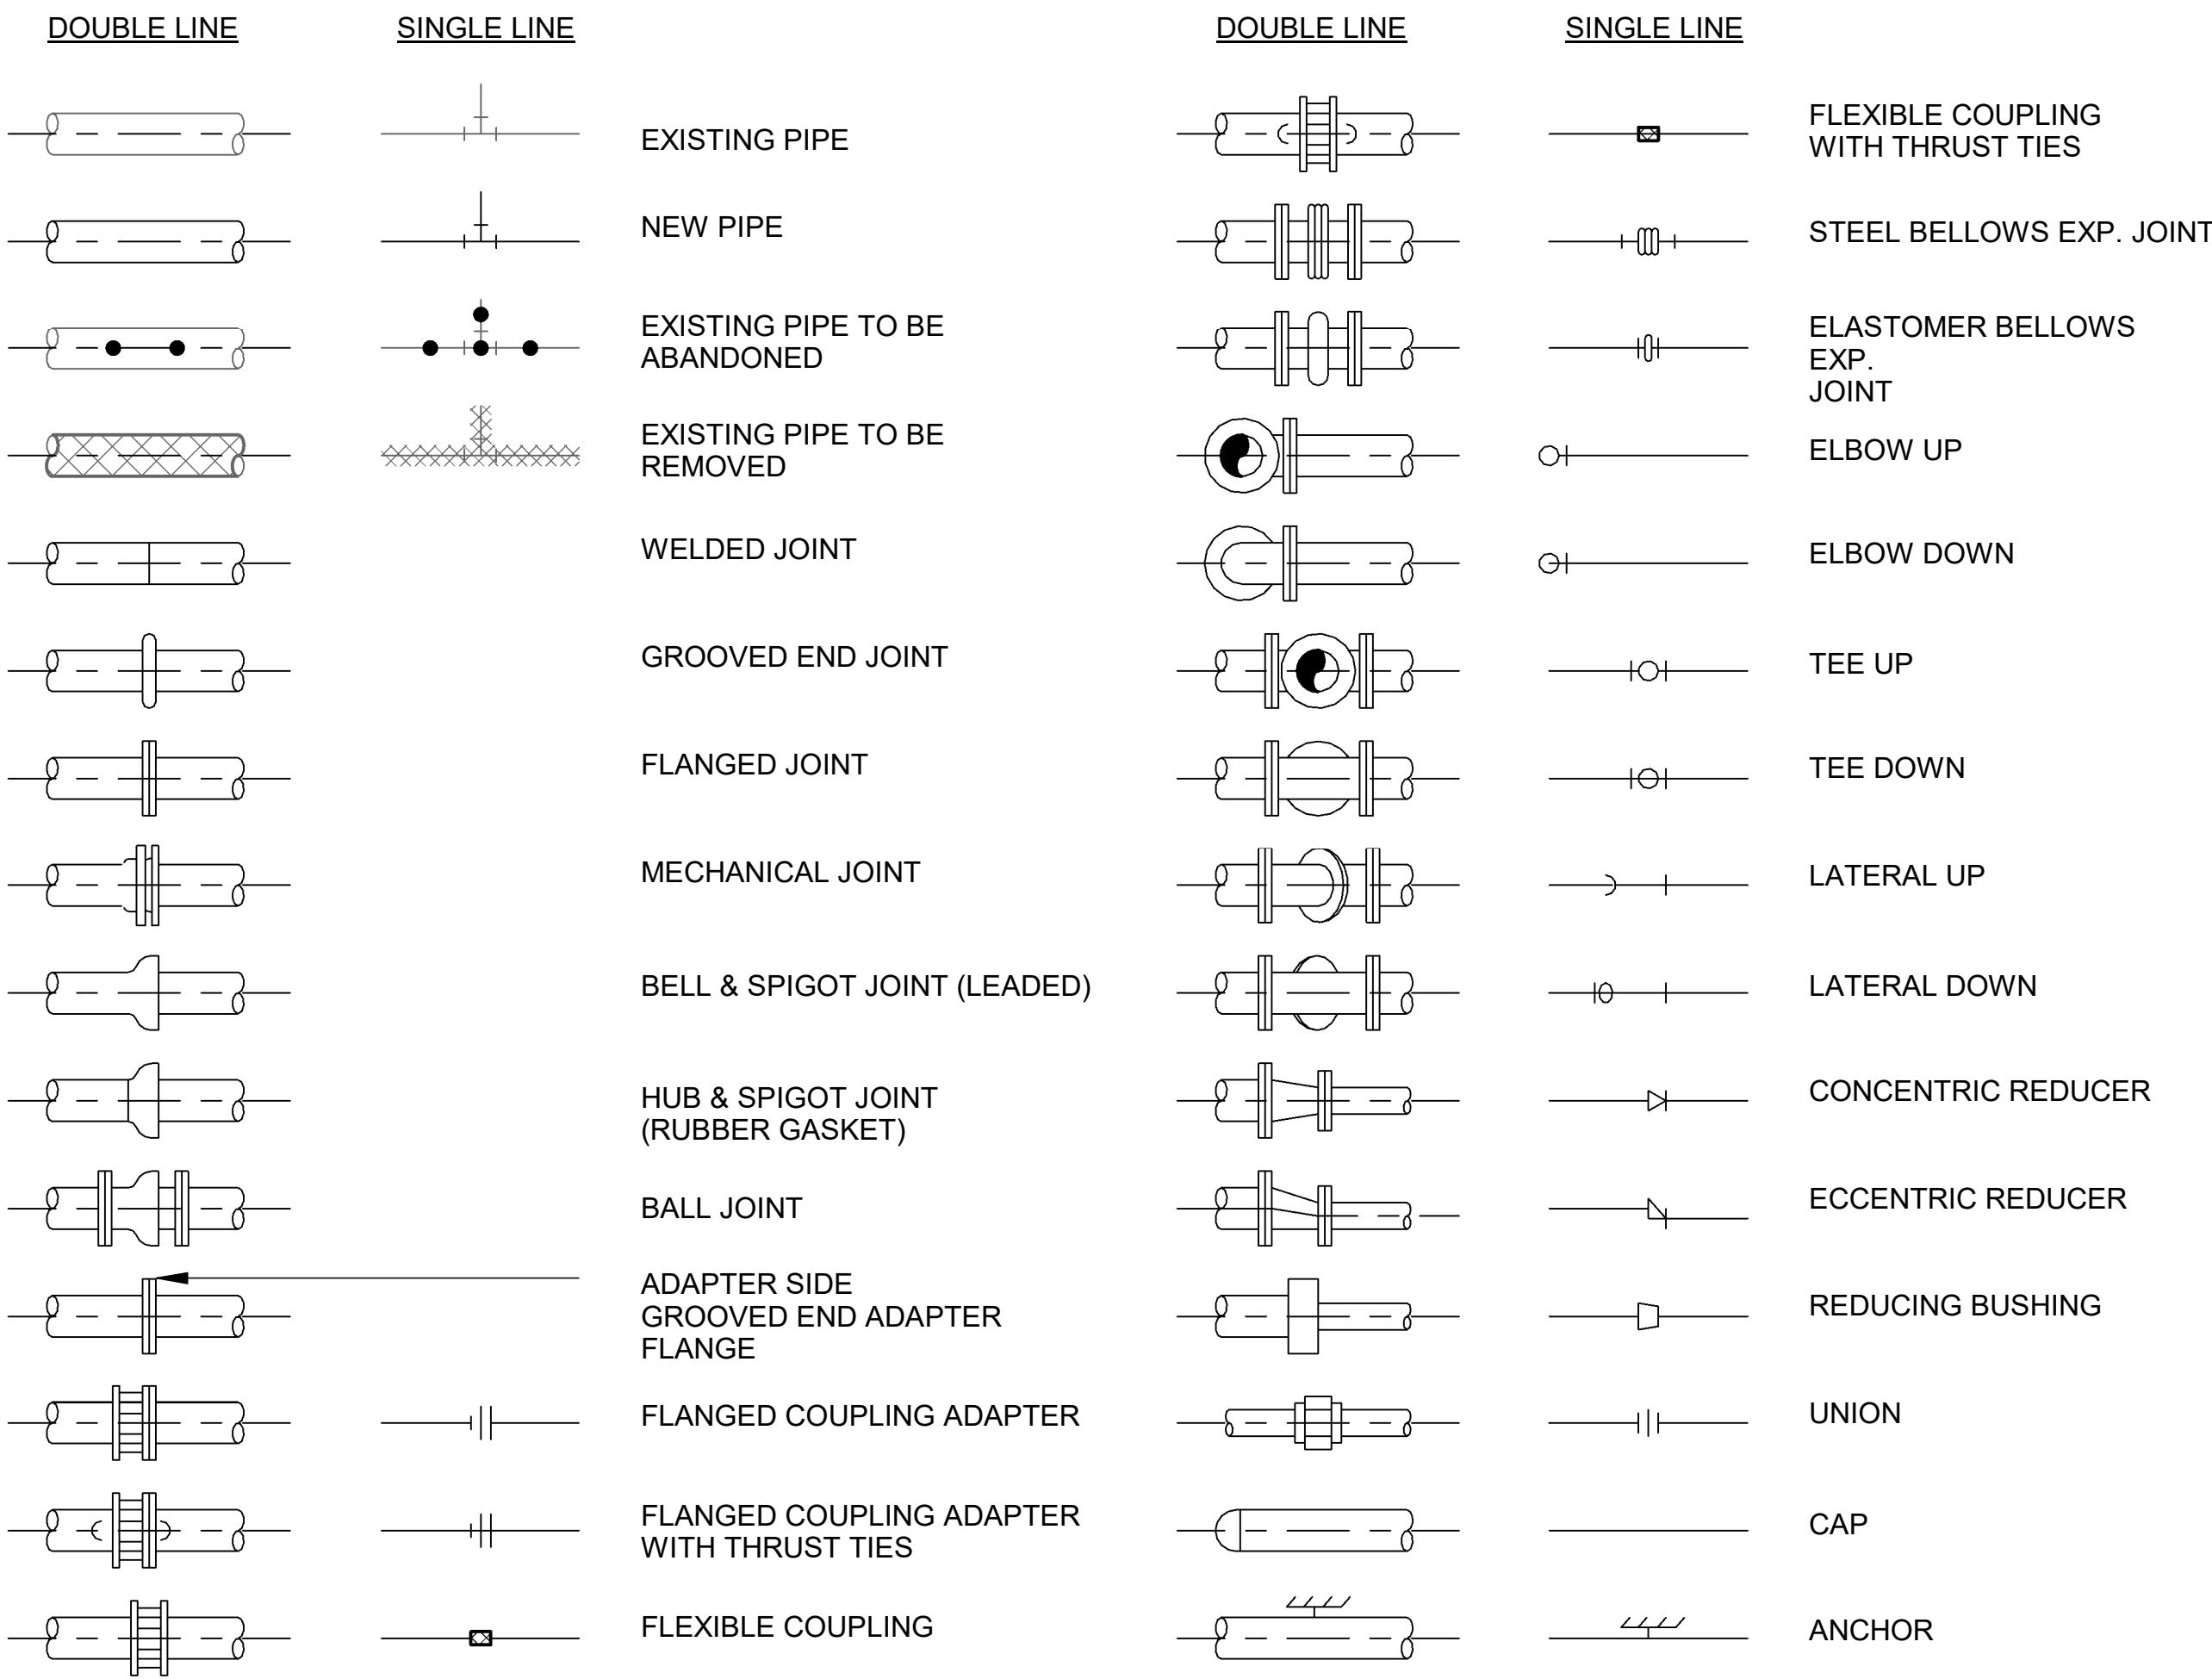 DOUBLE LINE
SINGLE LINE
EXISTING PIPE
NEW PIPE
EXISTING PIPE TO BE
ABANDONED
EXISTING PIPE TO BE
REMOVED
WELDED JOINT
GROOVED END JOINT
FLANGED JOINT
MECHANICAL JOINT
BELL & SPIGOT JOINT (LEADED)
HUB & SPIGOT JOINT
(RUBBER GASKET)
BALL JOINT
ADAPTER SIDE
GROOVED END ADAPTER
FLANGE
FLANGED COUPLING ADAPTER
FLANGED COUPLING ADAPTER
WITH THRUST TIES
FLEXIBLE COUPLING
DOUBLE LINE
SINGLE LINE
FLEXIBLE COUPLING
WITH THRUST TIES
STEEL BELLOWS EXP. JOINT
ELASTOMER BELLOWS
EXP.
JOINT
ELBOW UP
ELBOW DOWN
TEE UP
TEE DOWN
LATERAL UP
LATERAL DOWN
CONCENTRIC REDUCER
ECCENTRIC REDUCER
REDUCING BUSHING
UNION
CAP
ANCHOR